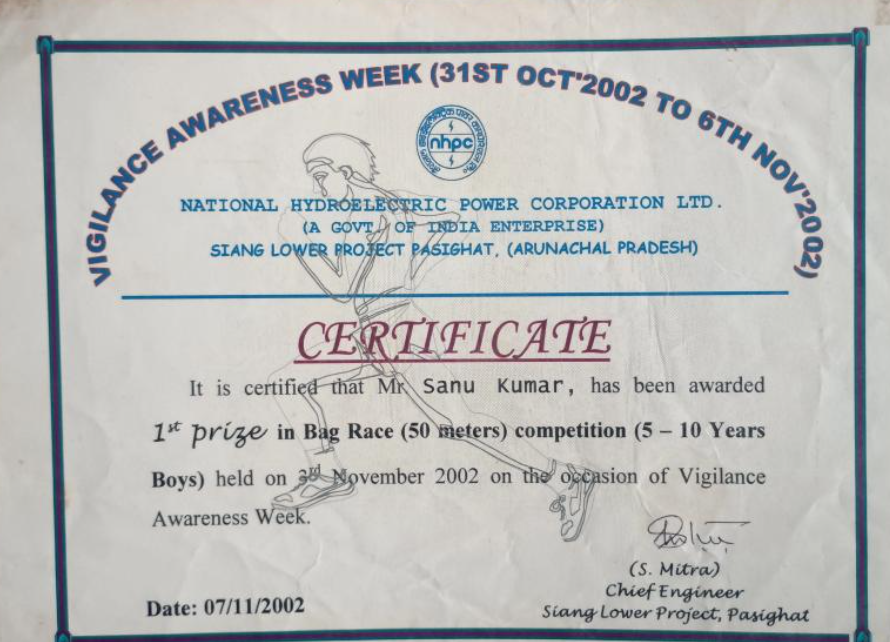 VIGILANCE AWARENESS WEEK (31ST OCT'2002 TO 6TH NOV'2002)
nhpc
NATIONAL HYDROELECTRIC POWER CORPORATION LTD.
(A GOVT. OF INDIA ENTERPRISE)
SIANG LOWER PROJECT PASIGHAT, (ARUNACHAL PRADESH)
CERTIFICATE
It is certified that Mr. Sanu Kumar, has been awarded
1st prize in Bag Race (50 meters) competition (5 – 10 Years
Boys) held on 3rd November 2002 on the occasion of Vigilance
Awareness Week.
(S. Mitra)
Chief Engineer
Date: 07/11/2002
Siang Lower Project, Pasighat